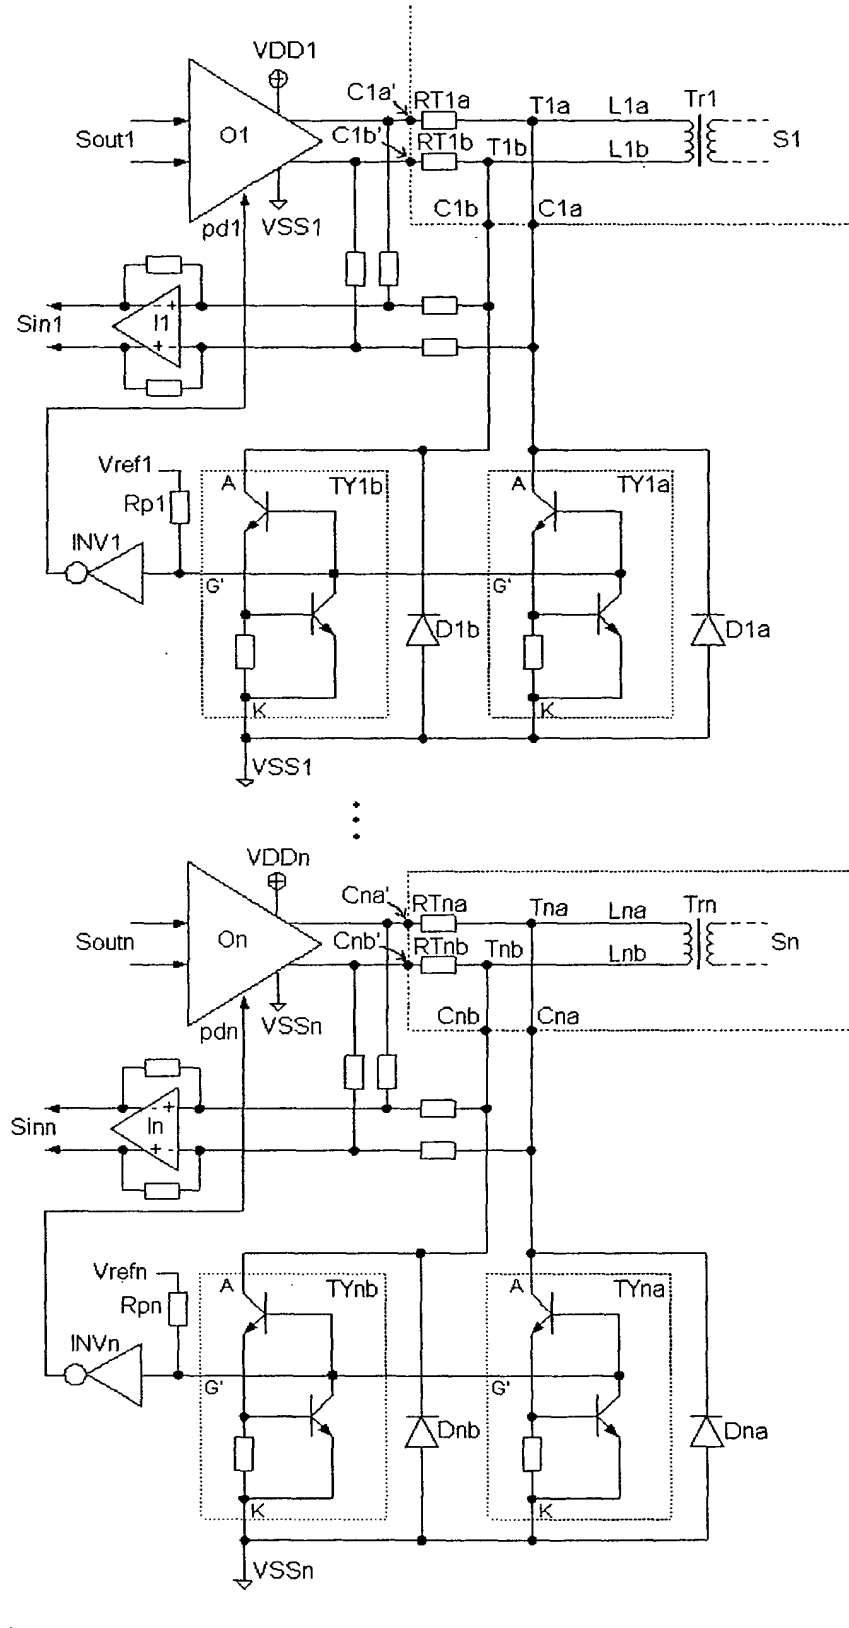 VDD1
C1a' RT1a T1a L1a Tr1
Sout1 O1 C1b' RT1b T1b L1b S1
pd1 VSS1 C1b C1a
- +
Sin1 I1
+ -
Vref1 A TY1b A TY1a
Rp1
INV1
G' G'
D1b D1a
K K
VSS1
VDDn
Cna' RTna Tna Lna Trn
Soutn On Cnb' RTnb Tnb Lnb Sn
pdn VSSn Cnb Cna
- +
Sinn In
+ -
Vrefn A TYnb A TYna
Rpn
INVn
G' G'
Dnb Dna
K K
VSSn